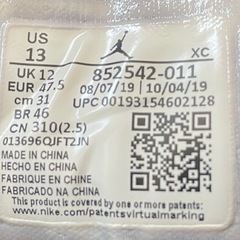 US
13
XC
UK 12 852542-011
EUR 47.5 08/07/19 10/04/19
cm 31 UPC 00193154602128
BR 46
CN 310(2.5)
013696QJFT2JN
MADE IN CHINA
HECHO EN CHINA
FABRIQUE EN CHINE
FABRICADO NA CHINA
This product is covered by one or more patents.
www.nike.com/patentsvirtualmarking